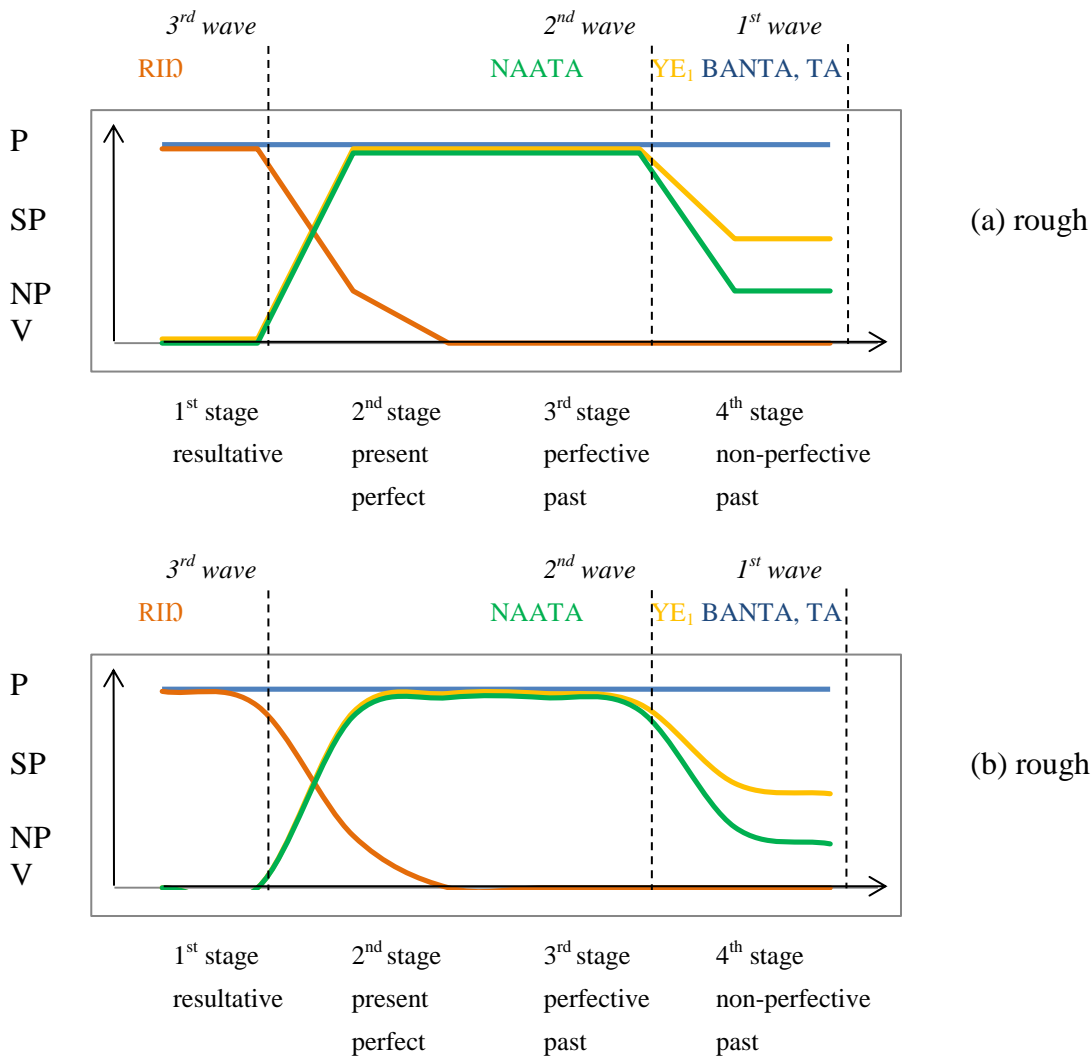 3rd wave 2nd wave 1st wave
RIŊ NAATA YE1 BANTA, TA
P
SP
(a) rough
NP
V
1st stage 2nd stage 3rd stage 4th stage
resultative present perfective non-perfective
perfect past past
3rd wave 2nd wave 1st wave
RIŊ NAATA YE1 BANTA, TA
P
SP
(b) rough
NP
V
1st stage 2nd stage 3rd stage 4th stage
resultative present perfective non-perfective
perfect past past